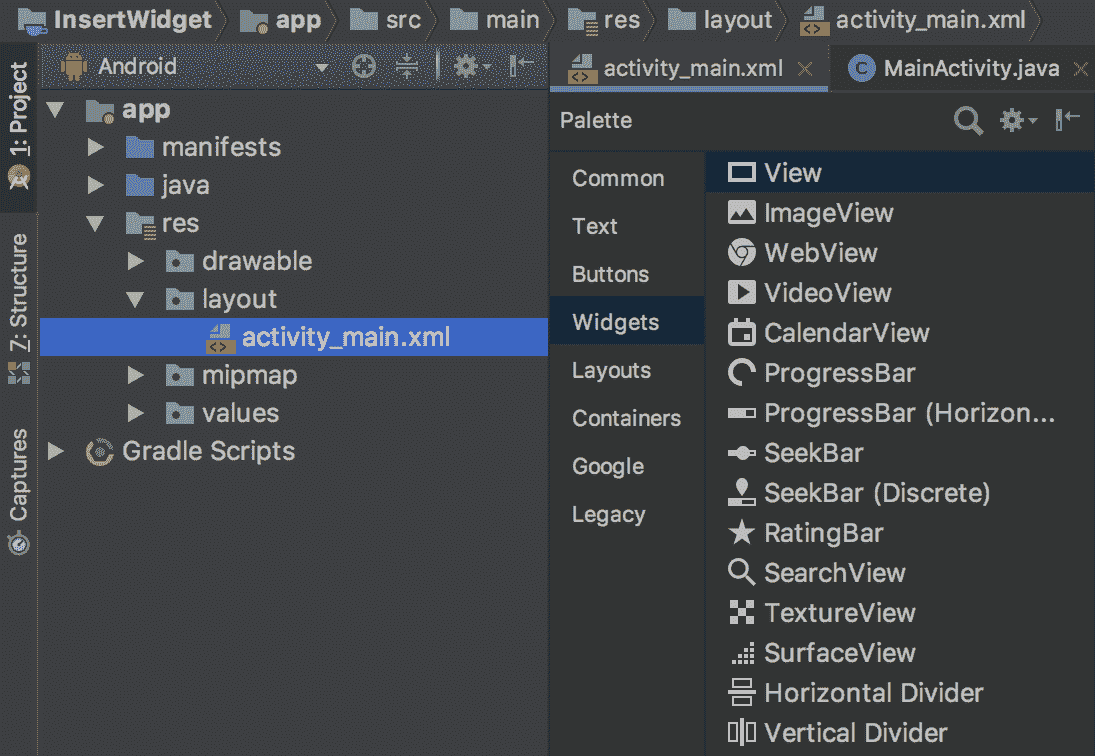 InsertWidget app src main res layout activity_main.xml
1: Project
7: Structure
Captures
Android
app
manifests
java
res
drawable
layout
activity_main.xml
mipmap
values
Gradle Scripts
activity_main.xml MainActivity.java
Palette
Common
Text
Buttons
Widgets
Layouts
Containers
Google
Legacy
View
ImageView
WebView
VideoView
CalendarView
ProgressBar
ProgressBar (Horizon...
SeekBar
SeekBar (Discrete)
RatingBar
SearchView
TextureView
SurfaceView
Horizontal Divider
Vertical Divider